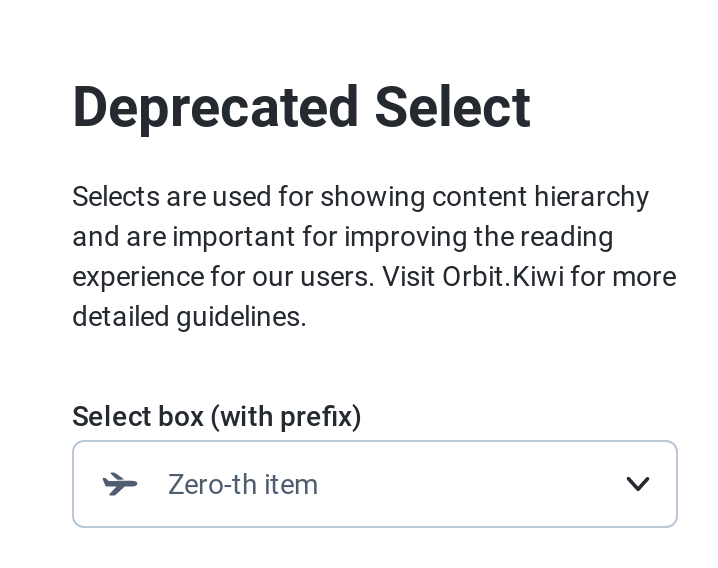 Deprecated Select
Selects are used for showing content hierarchy
and are important for improving the reading
experience for our users. Visit Orbit.Kiwi for more
detailed guidelines.
Select box (with prefix)
Zero-th item